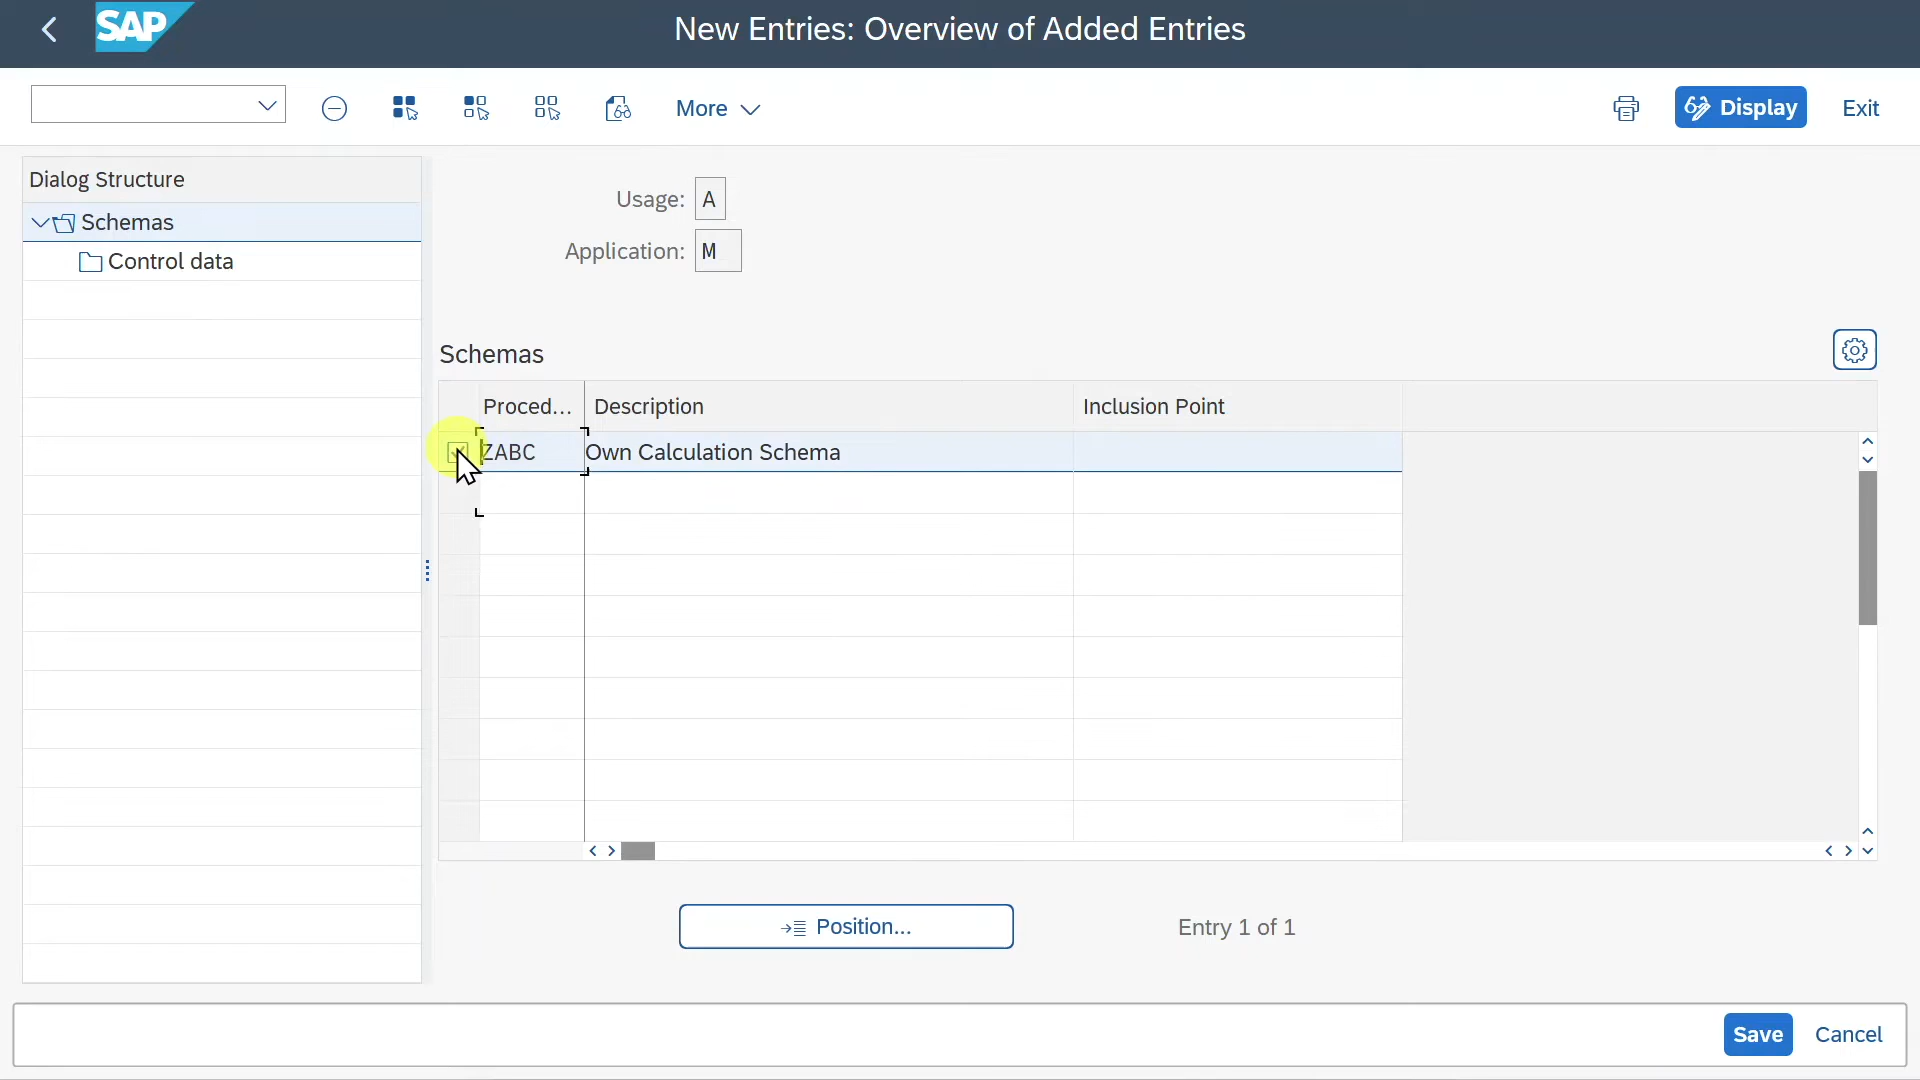 SAP
New Entries: Overview of Added Entries
More
Display
Exit
Dialog Structure
Schemas
Control data
Usage: A
Application: M
Schemas
Proced... Description Inclusion Point
ZABC Own Calculation Schema
Position...
Entry 1 of 1
Save
Cancel